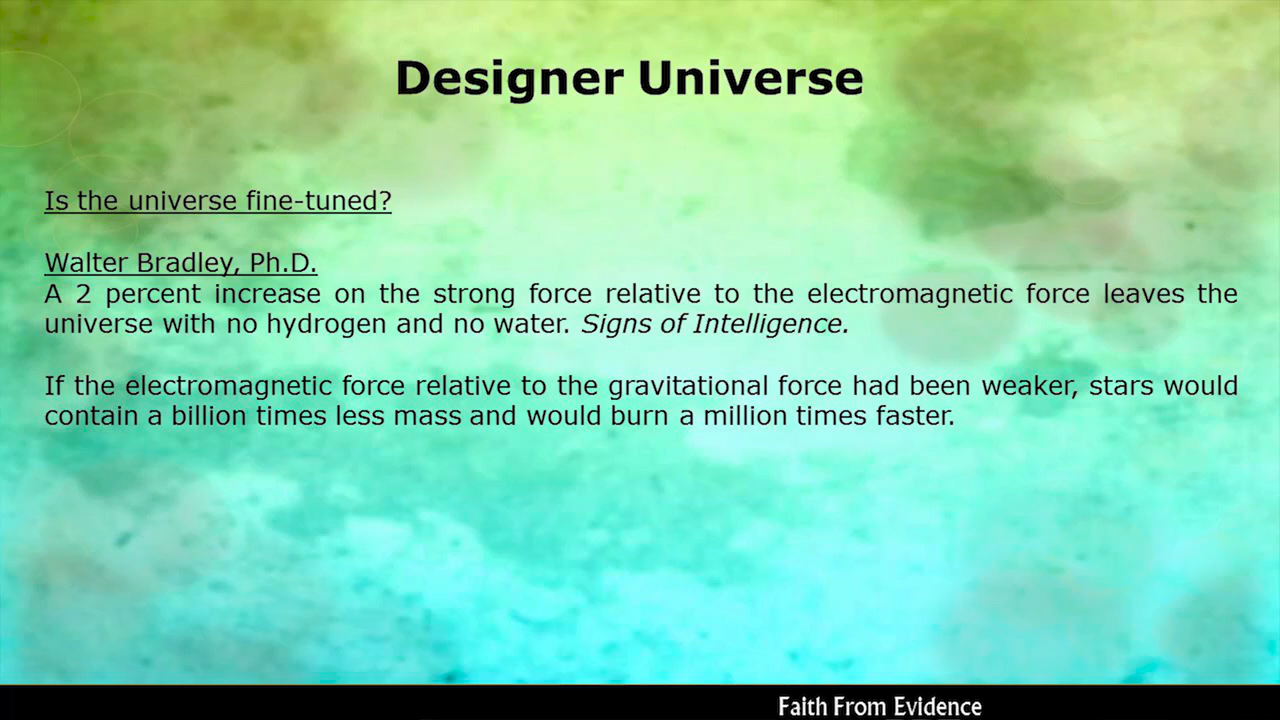 Designer Universe
Is the universe fine-tuned?
Walter Bradley, Ph.D.
A 2 percent increase on the strong force relative to the electromagnetic force leaves the
universe with no hydrogen and no water. Signs of Intelligence.
If the electromagnetic force relative to the gravitational force had been weaker, stars would
contain a billion times less mass and would burn a million times faster.
Faith From Evidence